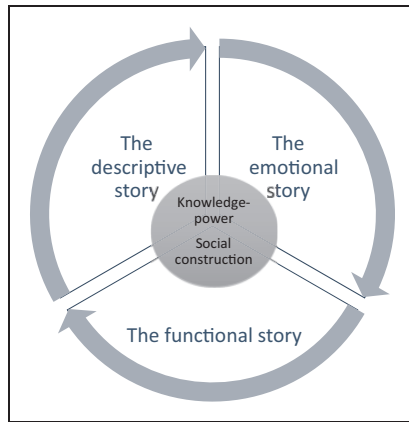 The
descriptive
story
The
emotional
story
Knowledge-
power
Social
construction
The functional story